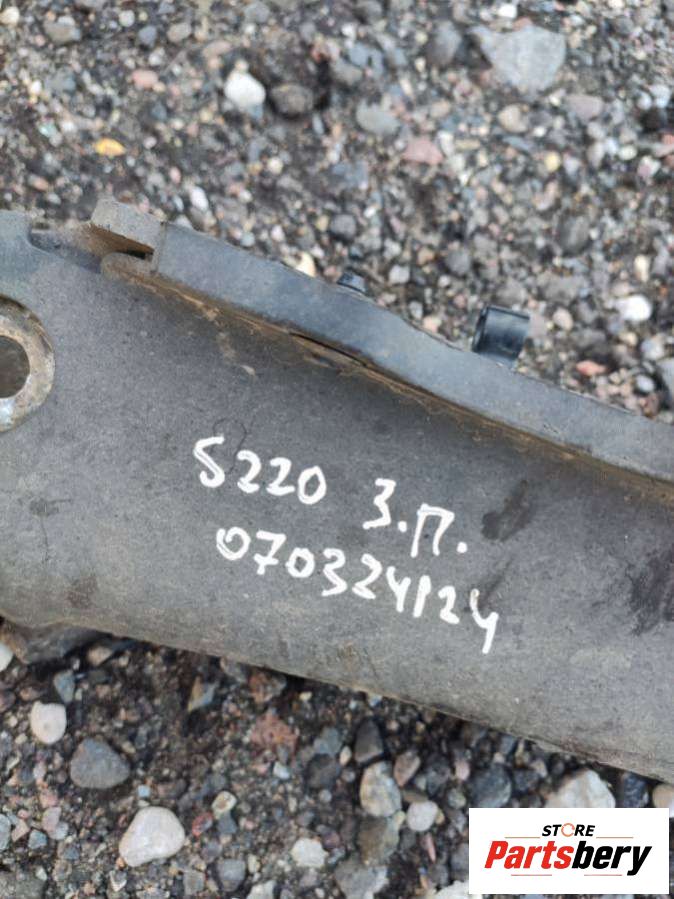 S220 З.П.
070324124
STORE
Partsbery